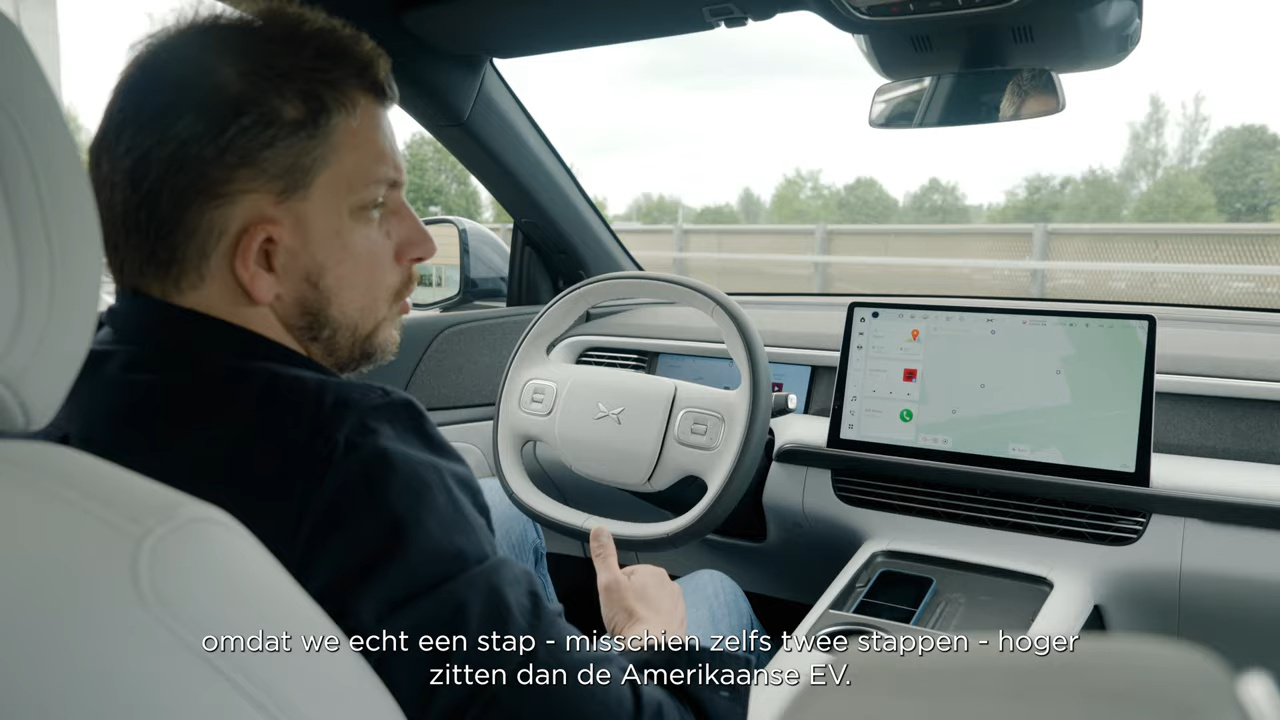 omdat we echt een stap - misschien zelfs twee stappen - hoger
zitten dan de Amerikaanse EV.